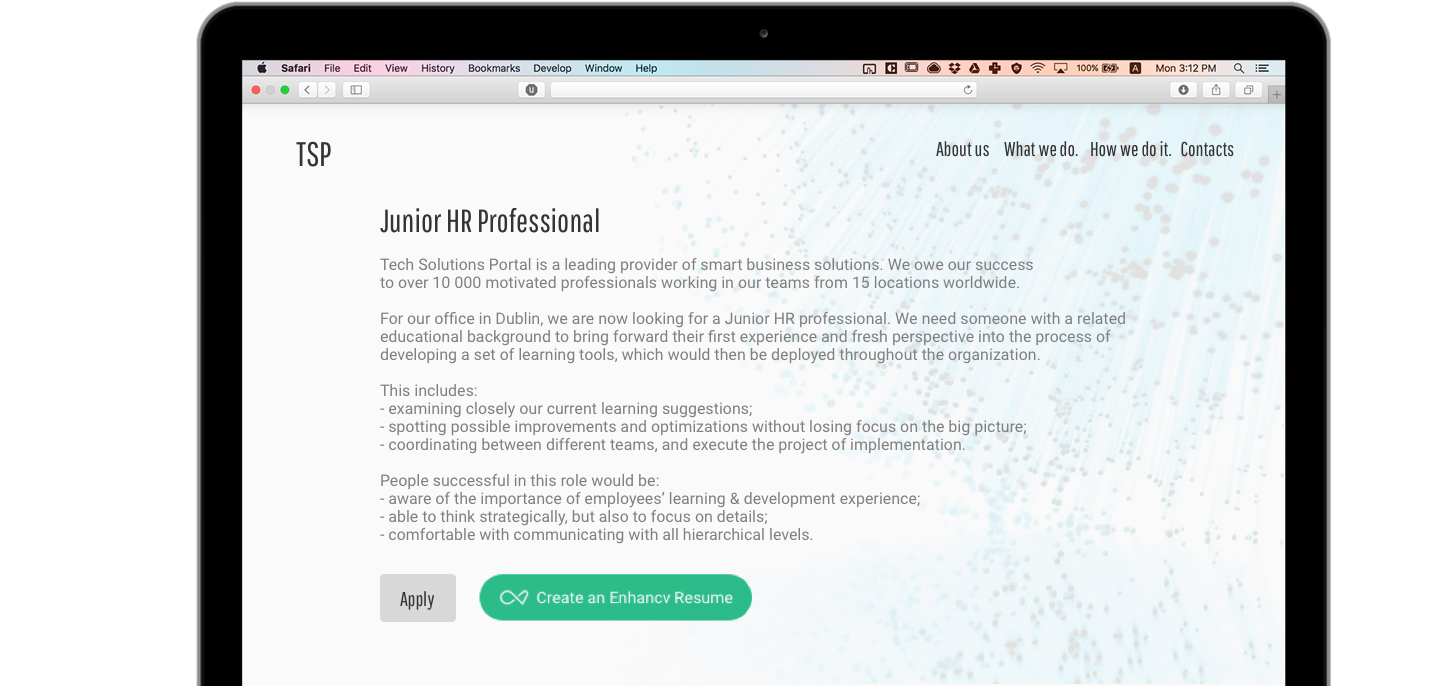 Safari File Edit View History Bookmarks Develop Window Help 100% A Mon 3:12 PM
U
TSP
About us What we do. How we do it. Contacts
Junior HR Professional
Tech Solutions Portal is a leading provider of smart business solutions. We owe our success
to over 10 000 motivated professionals working in our teams from 15 locations worldwide.
For our office in Dublin, we are now looking for a Junior HR professional. We need someone with a related
educational background to bring forward their first experience and fresh perspective into the process of
developing a set of learning tools, which would then be deployed throughout the organization.
This includes:
- examining closely our current learning suggestions;
- spotting possible improvements and optimizations without losing focus on the big picture;
- coordinating between different teams, and execute the project of implementation.
People successful in this role would be:
- aware of the importance of employees’ learning & development experience;
- able to think strategically, but also to focus on details;
- comfortable with communicating with all hierarchical levels.
Apply
Create an Enhancv Resume